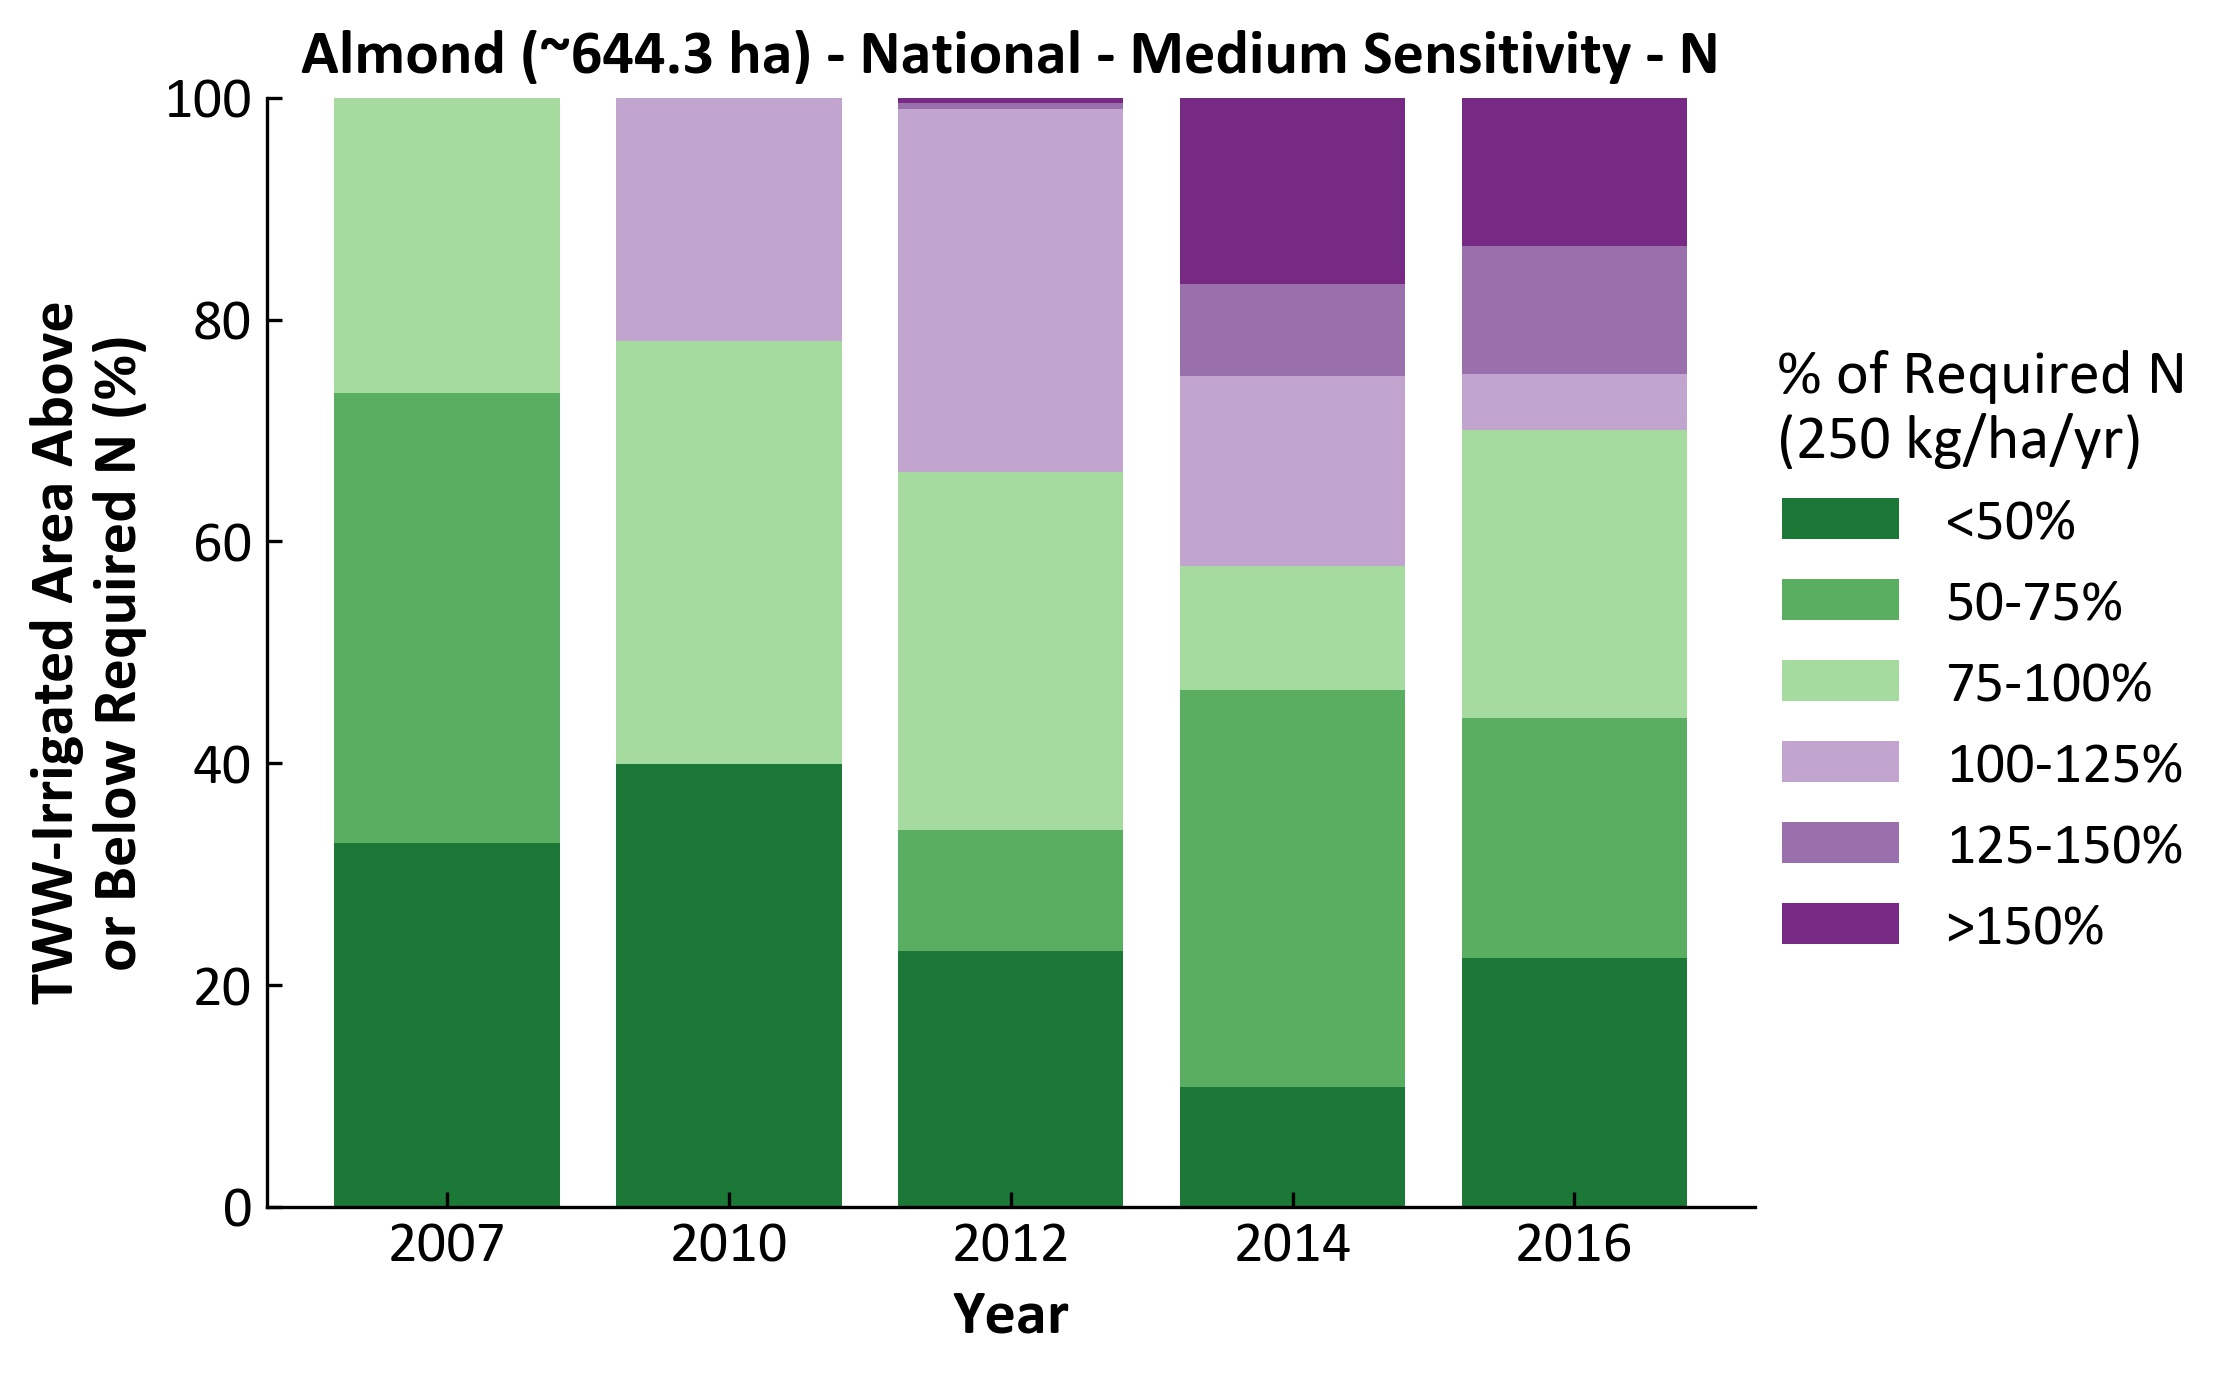 Almond (~644.3 ha) - National - Medium Sensitivity - N
TWW-Irrigated Area Above
or Below Required N (%)
100
80
60
40
20
0
2007
2010
2012
2014
2016
Year
% of Required N
(250 kg/ha/yr)
<50%
50-75%
75-100%
100-125%
125-150%
>150%